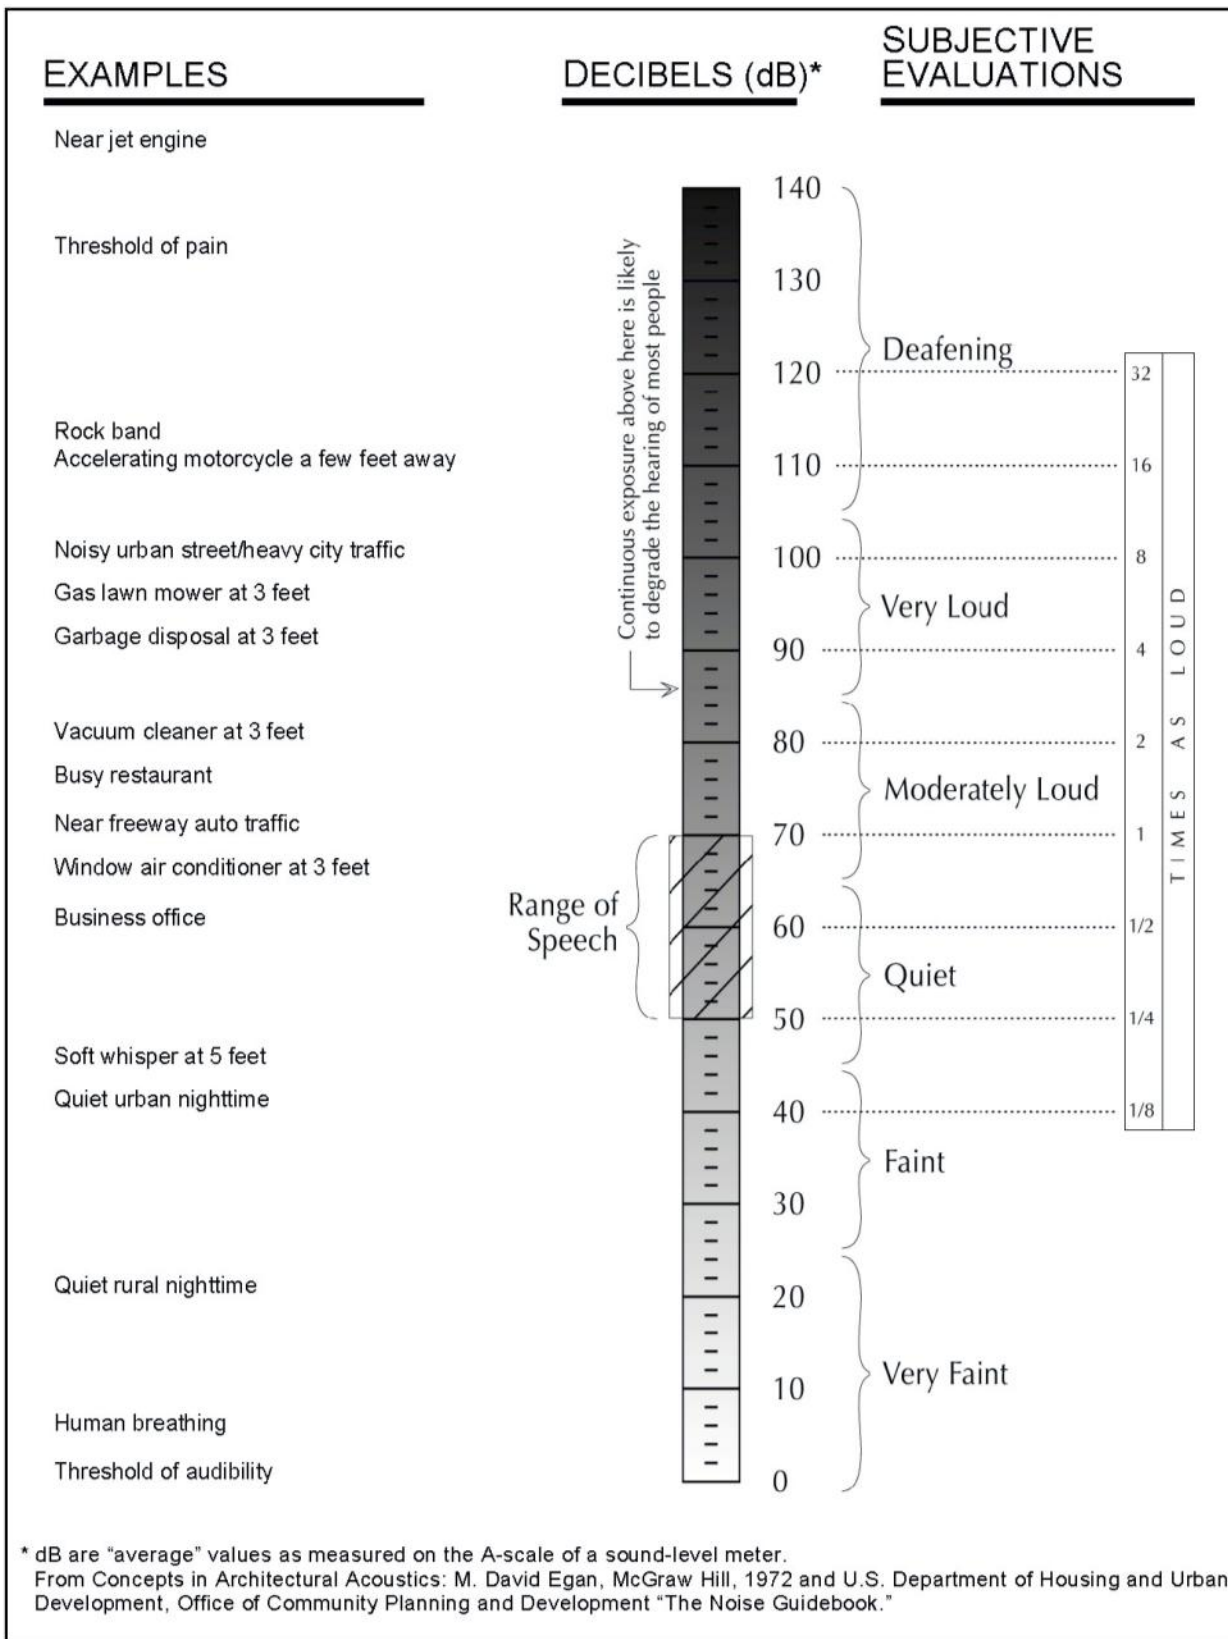 EXAMPLES
DECIBELS (dB)*
SUBJECTIVE
EVALUATIONS
Near jet engine
Threshold of pain
Rock band
Accelerating motorcycle a few feet away
Noisy urban street/heavy city traffic
Gas lawn mower at 3 feet
Garbage disposal at 3 feet
Vacuum cleaner at 3 feet
Busy restaurant
Near freeway auto traffic
Window air conditioner at 3 feet
Business office
Soft whisper at 5 feet
Quiet urban nighttime
Quiet rural nighttime
Human breathing
Threshold of audibility
Continuous exposure above here is likely
to degrade the hearing of most people
Range of
Speech
140
130
120
110
100
90
80
70
60
50
40
30
20
10
0
Deafening
Very Loud
Moderately Loud
Quiet
Faint
Very Faint
32
16
8
4
2
1
1/2
1/4
1/8
TIMES AS LOUD
* dB are “average” values as measured on the A-scale of a sound-level meter.
From Concepts in Architectural Acoustics: M. David Egan, McGraw Hill, 1972 and U.S. Department of Housing and Urban
Development, Office of Community Planning and Development “The Noise Guidebook.”